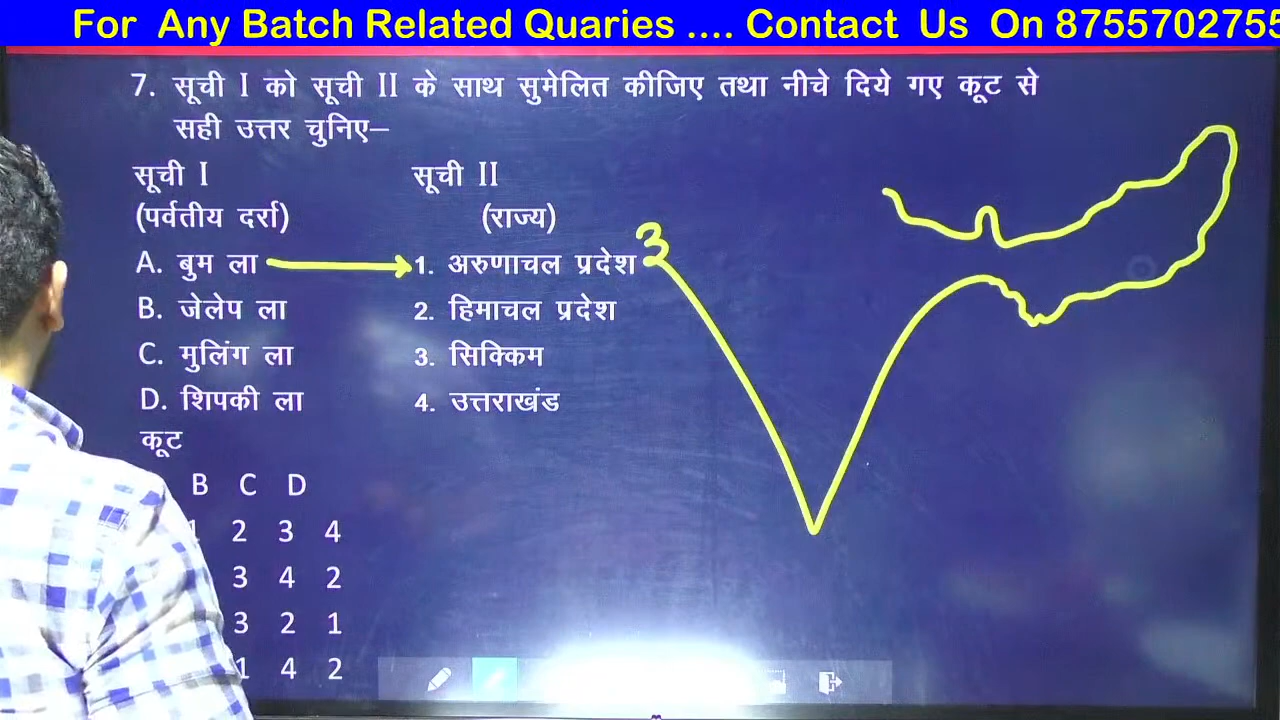 For Any Batch Related Quaries .... Contact Us On 8755702755
7. सूची I को सूची II के साथ सुमेलित कीजिए तथा नीचे दिये गए कूट से
सही उत्तर चुनिए–
सूची I सूची II
(पर्वतीय दर्रा) (राज्य)
A. बुम ला 1. अरुणाचल प्रदेश 3
B. जेलेप ला 2. हिमाचल प्रदेश
C. मुलिंग ला 3. सिक्किम
D. शिपकी ला 4. उत्तराखंड
कूट
B C D
1 2 3 4
3 4 2
3 2 1
1 4 2